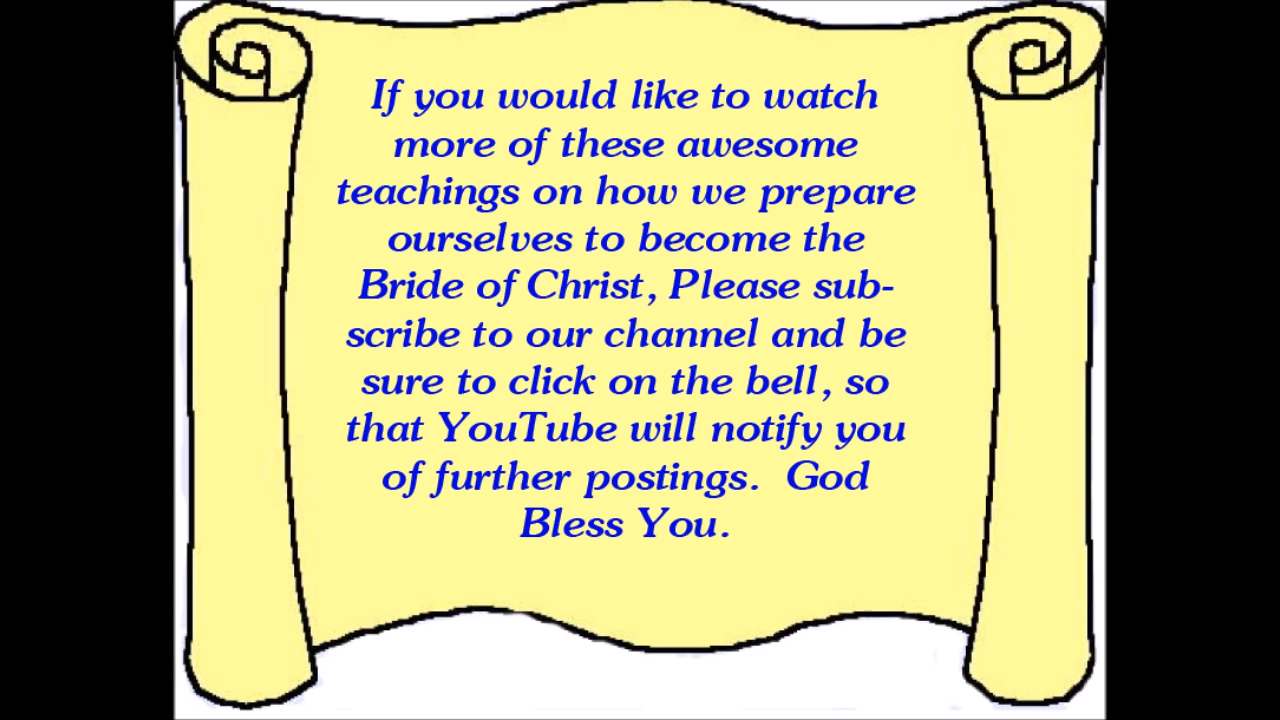 If you would like to watch
more of these awesome
teachings on how we prepare
ourselves to become the
Bride of Christ, Please sub-
scribe to our channel and be
sure to click on the bell, so
that YouTube will notify you
of further postings.  God
Bless You.